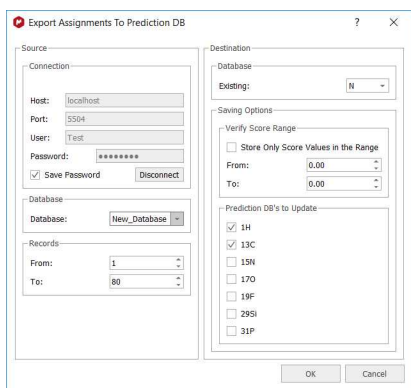 Export Assignments To Prediction DB ? ×
Source
Connection
Host: localhost
Port: 5504
User: Test
Password: ●●●●●●●●
Save Password Disconnect
Database
Database: New_Database
Records
From: 1
To: 80
Destination
Database
Existing: N
Saving Options
Verify Score Range
Store Only Score Values in the Range
From: 0.00
To: 0.00
Prediction DB's to Update
1H
13C
15N
17O
19F
29Si
31P
OK Cancel